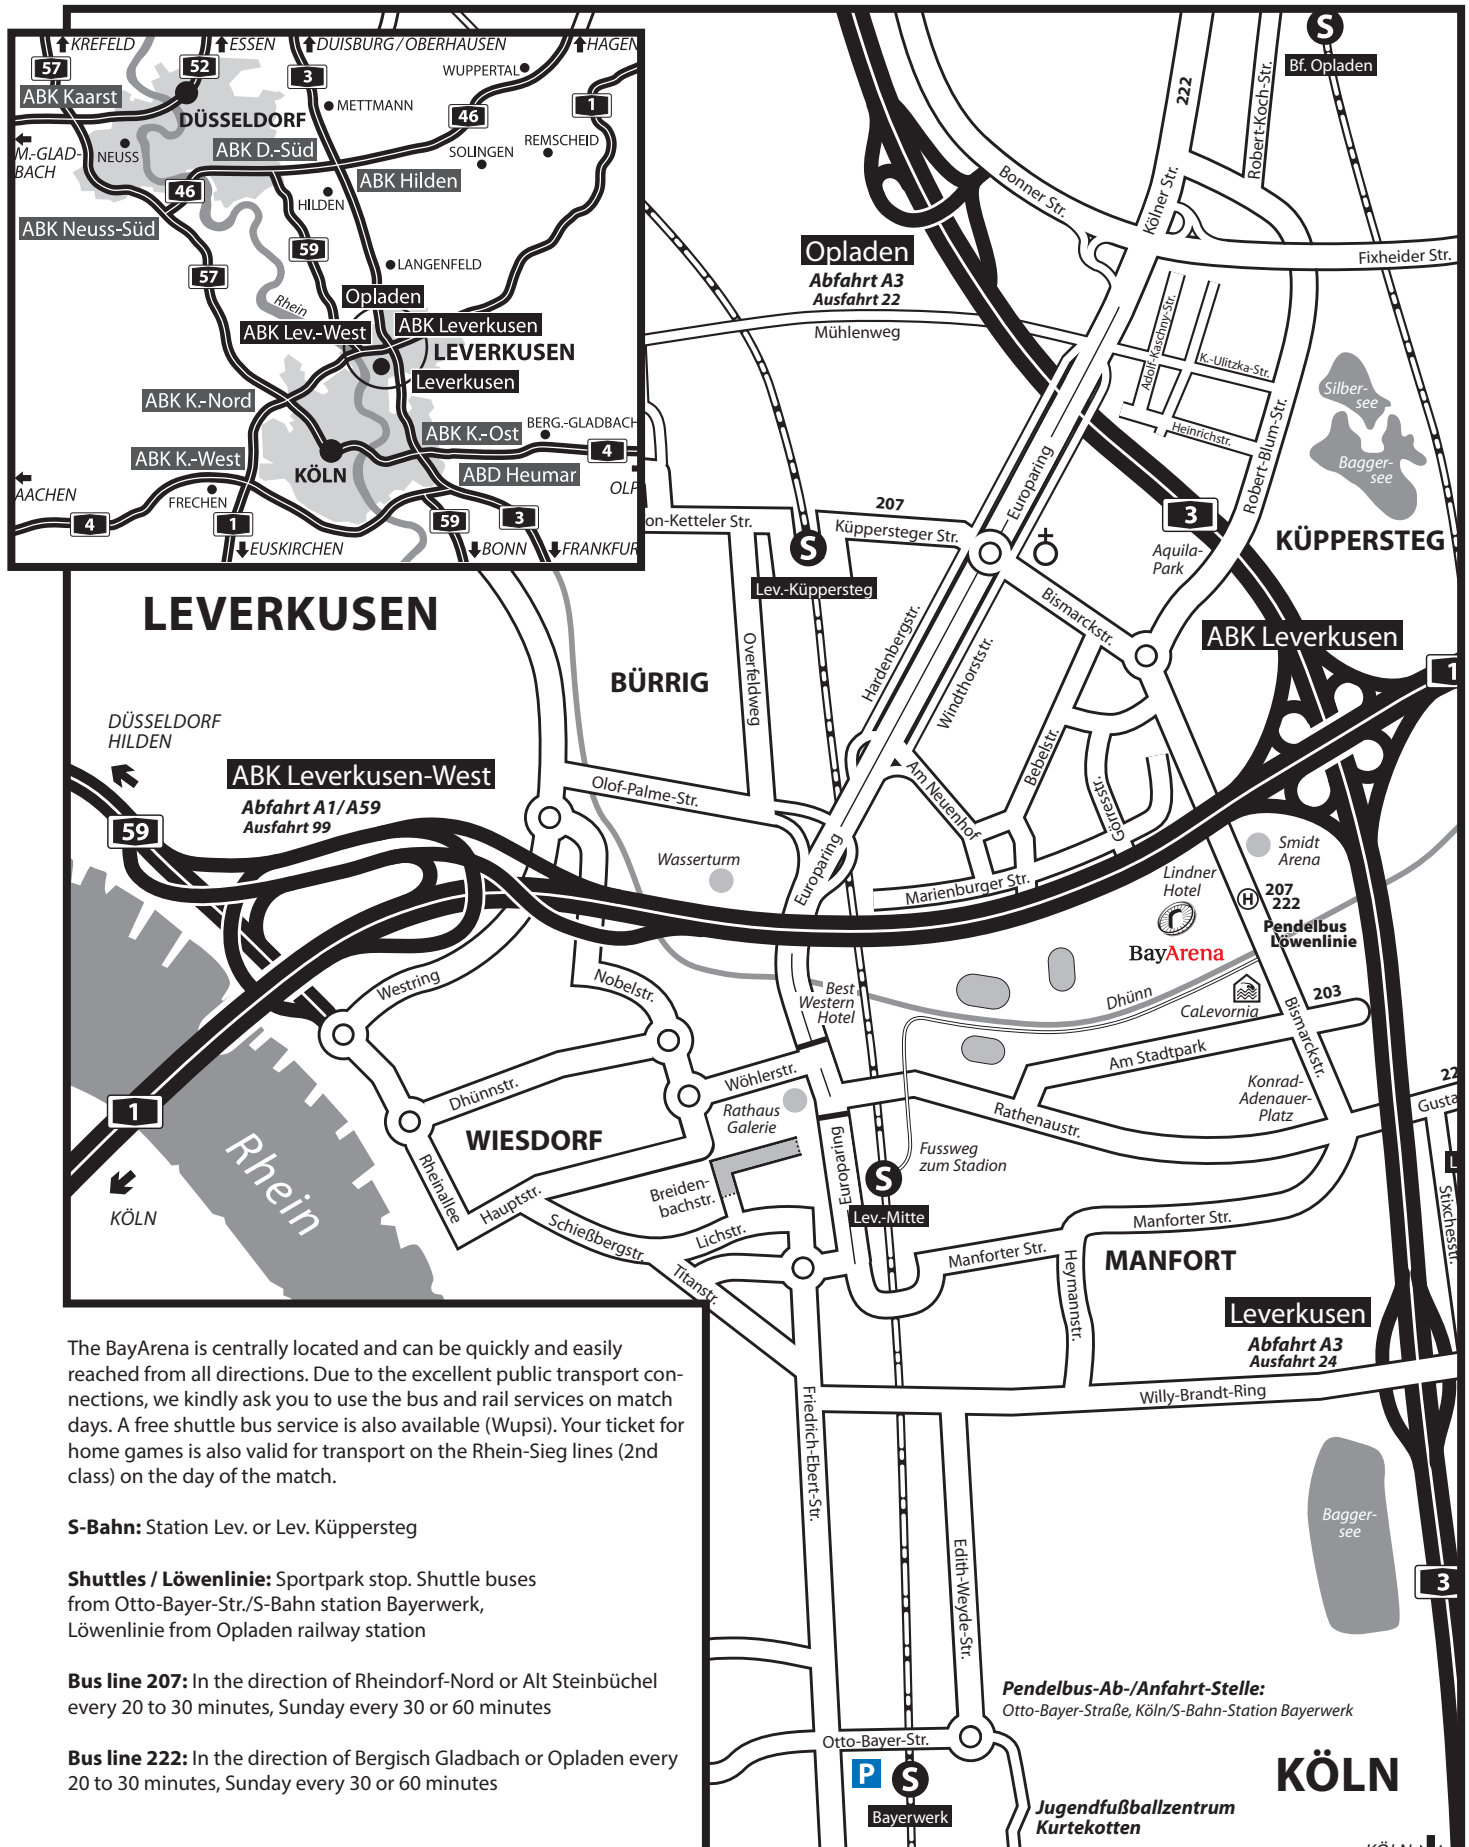 KREFELD
ESSEN
DUISBURG / OBERHAUSEN
HAGEN
57
52
3
WUPPERTAL
ABK Kaarst
METTMANN
1
46
DÜSSELDORF
REMSCHEID
M.-GLAD-
BACH
NEUSS
ABK D.-Süd
SOLINGEN
ABK Hilden
46
HILDEN
ABK Neuss-Süd
59
57
LANGENFELD
Rhein
Opladen
ABK Lev.-West
ABK Leverkusen
LEVERKUSEN
Leverkusen
ABK K.-Nord
BERG.-GLADBACH
ABK K.-Ost
4
ABK K.-West
KÖLN
ABD Heumar
AACHEN
FRECHEN
OLP
4
1
59
3
EUSKIRCHEN
BONN
FRANKFUR
S
Bf. Opladen
222
Robert-Koch-Str.
Bonner Str.
Kölner Str.
Opladen
Abfahrt A3
Ausfahrt 22
Fixheider Str.
Mühlenweg
Adolf-Kaschny-Str.
K.-Ulitzka-Str.
Heinrichstr.
Silber-
see
Bagger-
see
Robert-Blum-Str.
Europaring
207
3
on-Ketteler Str.
Küppersteger Str.
KÜPPERSTEG
S
Lev.-Küppersteg
Aquila-
Park
Bismarckstr.
LEVERKUSEN
ABK Leverkusen
Hardenbergstr.
Overfeldweg
Windthorststr.
BÜRRIG
1
DÜSSELDORF
HILDEN
ABK Leverkusen-West
Abfahrt A1/ A59
Ausfahrt 99
59
Olof-Palme-Str.
Am Neuenhof
Bebelstr.
Görresstr.
Wasserturm
Europaring
Marienburger Str.
Smidt
Arena
Lindner
Hotel
H
207
222
Pendelbus
Löwenlinie
BayArena
Westring
Nobelstr.
Best
Western
Hotel
Dhünn
CaLevornia
203
Bismarckstr.
Am Stadtpark
Wöhlerstr.
Dhünnstr.
Konrad-
Adenauer-
Platz
22
Gusta
1
Rathaus
Galerie
Rathenaustr.
WIESDORF
Rhein
Rheinallee
Europaring
Fussweg
zum Stadion
S
Lev.-Mitte
L
Stixchesstr.
KÖLN
Hauptstr.
Breiden-
bachstr.
Schießbergstr.
Lichstr.
Manforter Str.
Manforter Str.
Heymannstr.
MANFORT
Titanstr.
Leverkusen
Abfahrt A3
Ausfahrt 24
Willy-Brandt-Ring
Friedrich-Ebert-Str.
Bagger-
see
3
Edith-Weyde-Str.
The BayArena is centrally located and can be quickly and easily
reached from all directions. Due to the excellent public transport con-
nections, we kindly ask you to use the bus and rail services on match
days. A free shuttle bus service is also available (Wupsi). Your ticket for
home games is also valid for transport on the Rhein-Sieg lines (2nd
class) on the day of the match.
S-Bahn: Station Lev. or Lev. Küppersteg
Shuttles / Löwenlinie: Sportpark stop. Shuttle buses
from Otto-Bayer-Str./S-Bahn station Bayerwerk,
Löwenlinie from Opladen railway station
Bus line 207: In the direction of Rheindorf-Nord or Alt Steinbüchel
every 20 to 30 minutes, Sunday every 30 or 60 minutes
Bus line 222: In the direction of Bergisch Gladbach or Opladen every
20 to 30 minutes, Sunday every 30 or 60 minutes
Pendelbus-Ab-/Anfahrt-Stelle:
Otto-Bayer-Straße, Köln/S-Bahn-Station Bayerwerk
Otto-Bayer-Str.
P
S
Bayerwerk
KÖLN
Jugendfußballzentrum
Kurtekotten
KÖLN